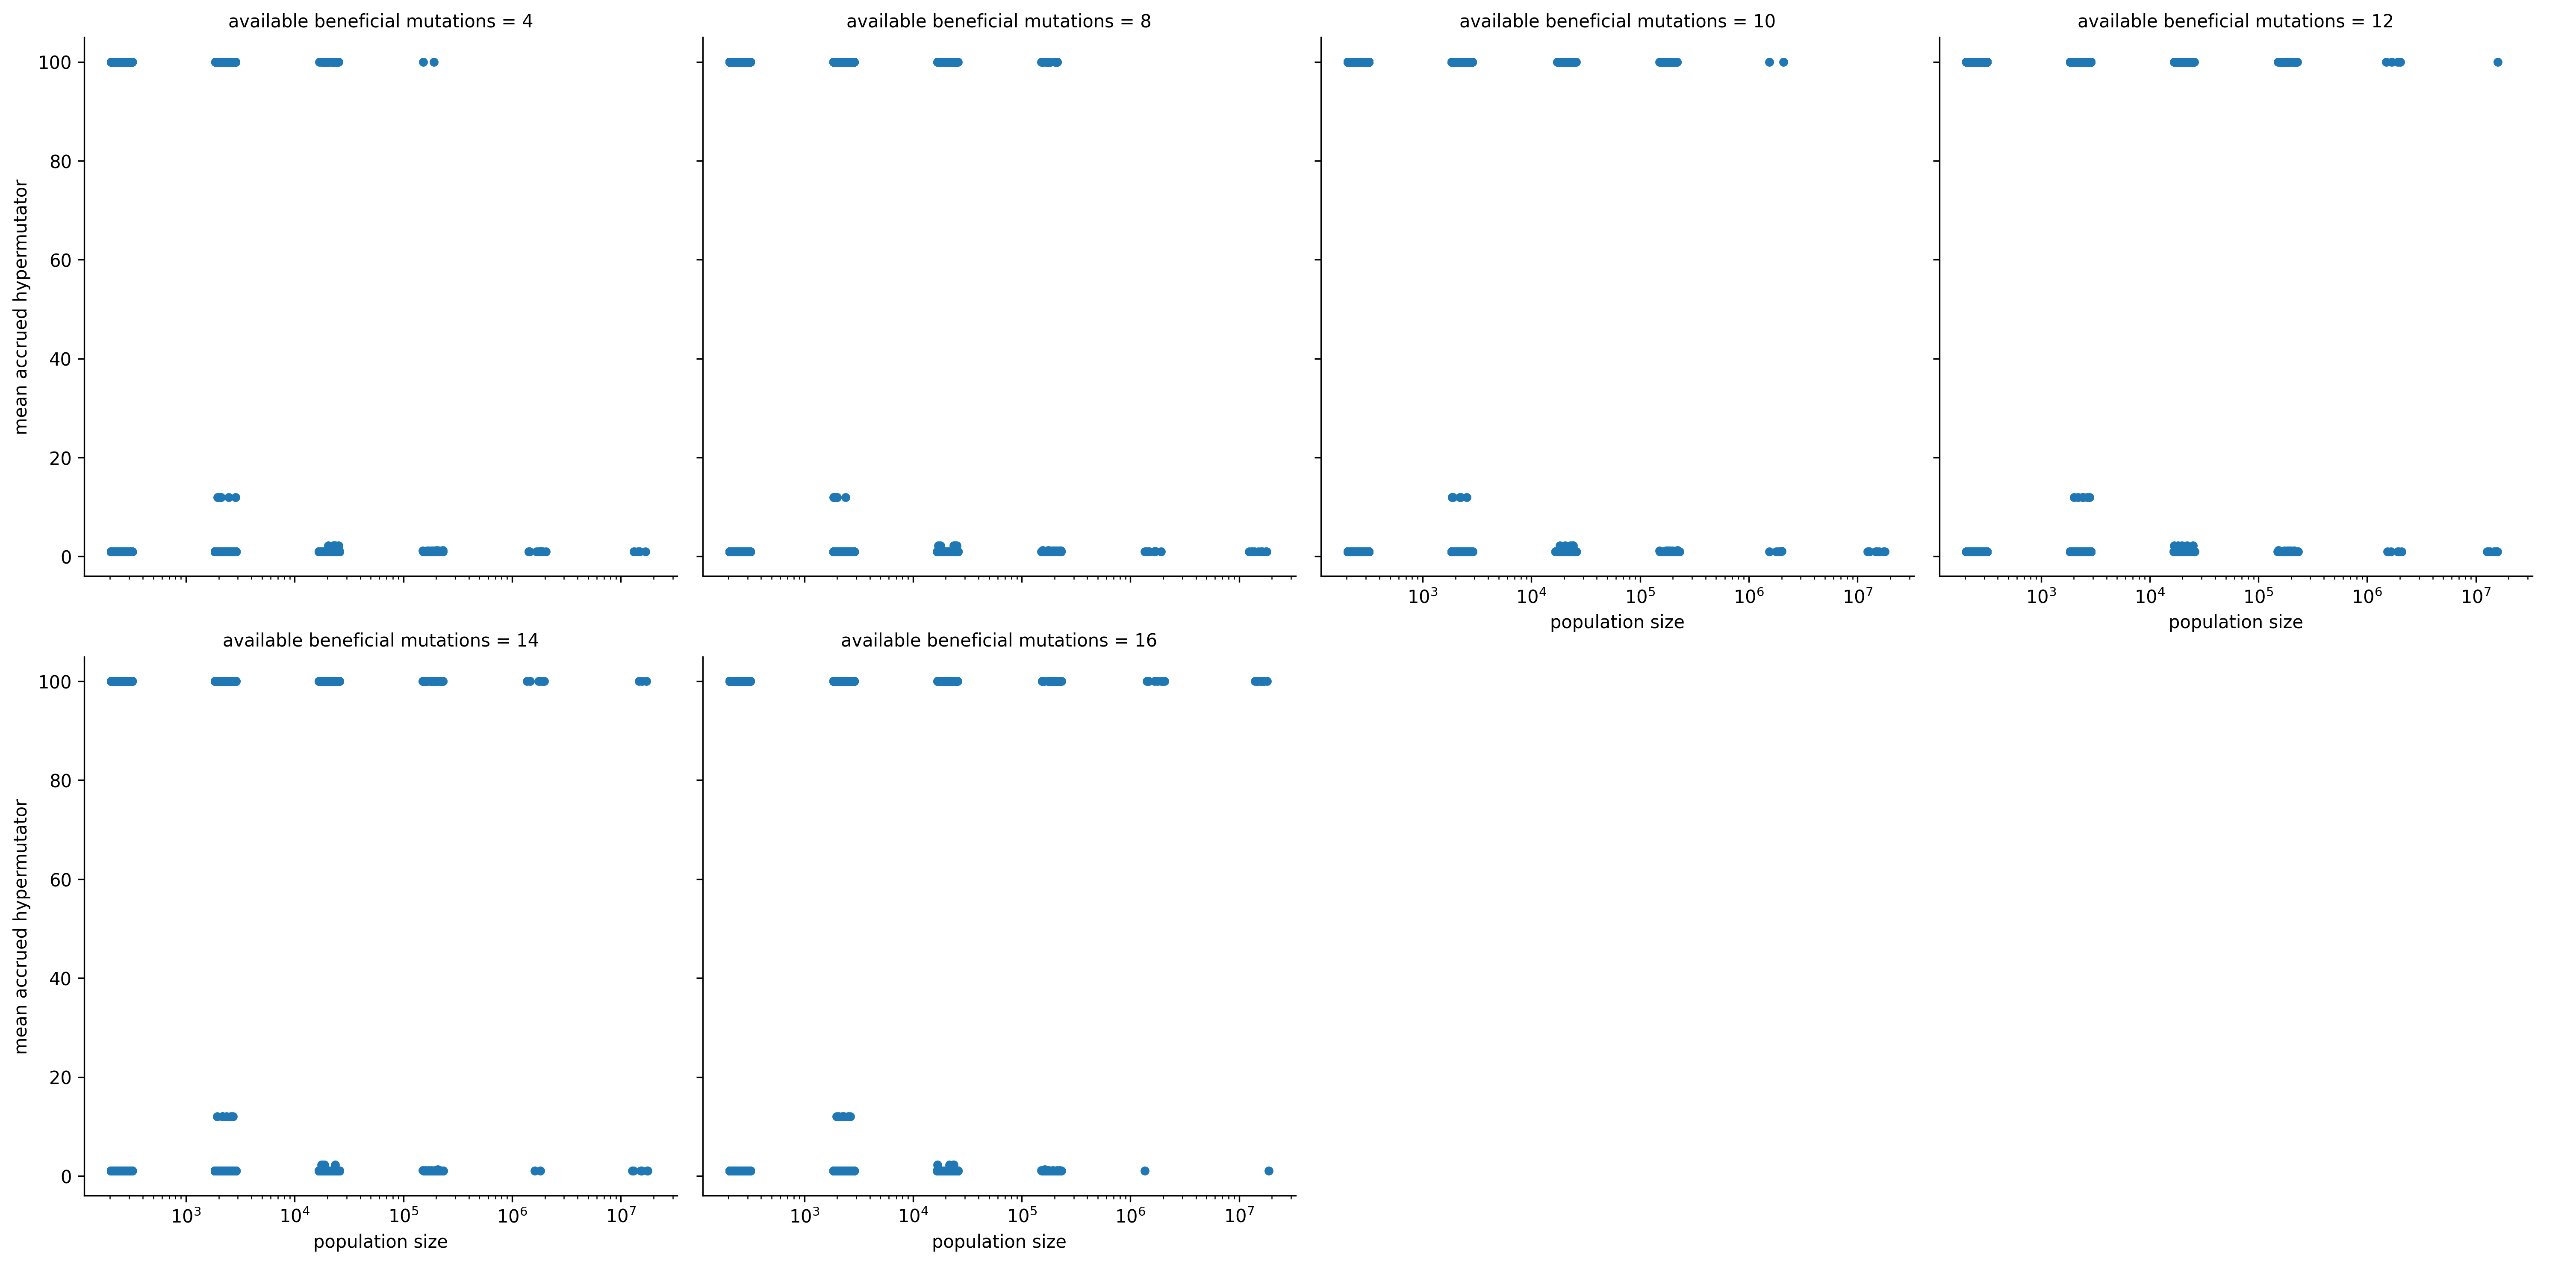 available beneficial mutations = 4
available beneficial mutations = 8
available beneficial mutations = 10
available beneficial mutations = 12
100
80
60
40
20
0
mean accrued hypermutator
10³ 10⁴ 10⁵ 10⁶ 10⁷
population size
10³ 10⁴ 10⁵ 10⁶ 10⁷
population size
available beneficial mutations = 14
available beneficial mutations = 16
100
80
60
40
20
0
mean accrued hypermutator
10³ 10⁴ 10⁵ 10⁶ 10⁷
population size
10³ 10⁴ 10⁵ 10⁶ 10⁷
population size